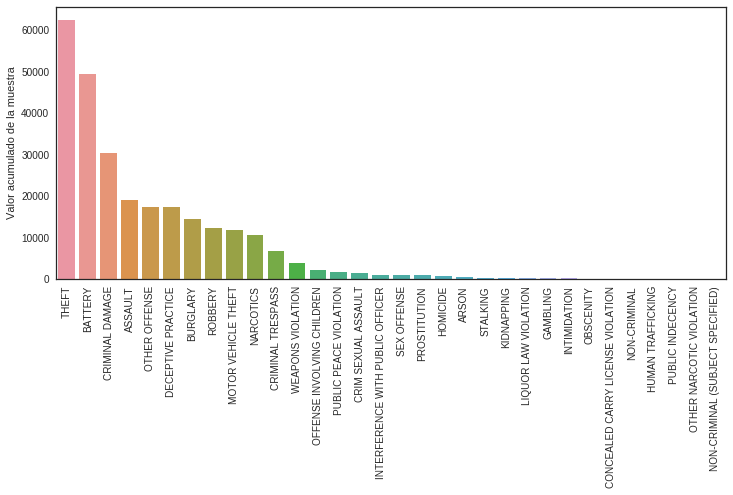 Valor acumulado de la muestra
60000
50000
40000
30000
20000
10000
0
THEFT
BATTERY
CRIMINAL DAMAGE
ASSAULT
OTHER OFFENSE
DECEPTIVE PRACTICE
BURGLARY
ROBBERY
MOTOR VEHICLE THEFT
NARCOTICS
CRIMINAL TRESPASS
WEAPONS VIOLATION
OFFENSE INVOLVING CHILDREN
PUBLIC PEACE VIOLATION
CRIM SEXUAL ASSAULT
INTERFERENCE WITH PUBLIC OFFICER
SEX OFFENSE
PROSTITUTION
HOMICIDE
ARSON
STALKING
KIDNAPPING
LIQUOR LAW VIOLATION
GAMBLING
INTIMIDATION
OBSCENITY
CONCEALED CARRY LICENSE VIOLATION
NON-CRIMINAL
HUMAN TRAFFICKING
PUBLIC INDECENCY
OTHER NARCOTIC VIOLATION
NON-CRIMINAL (SUBJECT SPECIFIED)